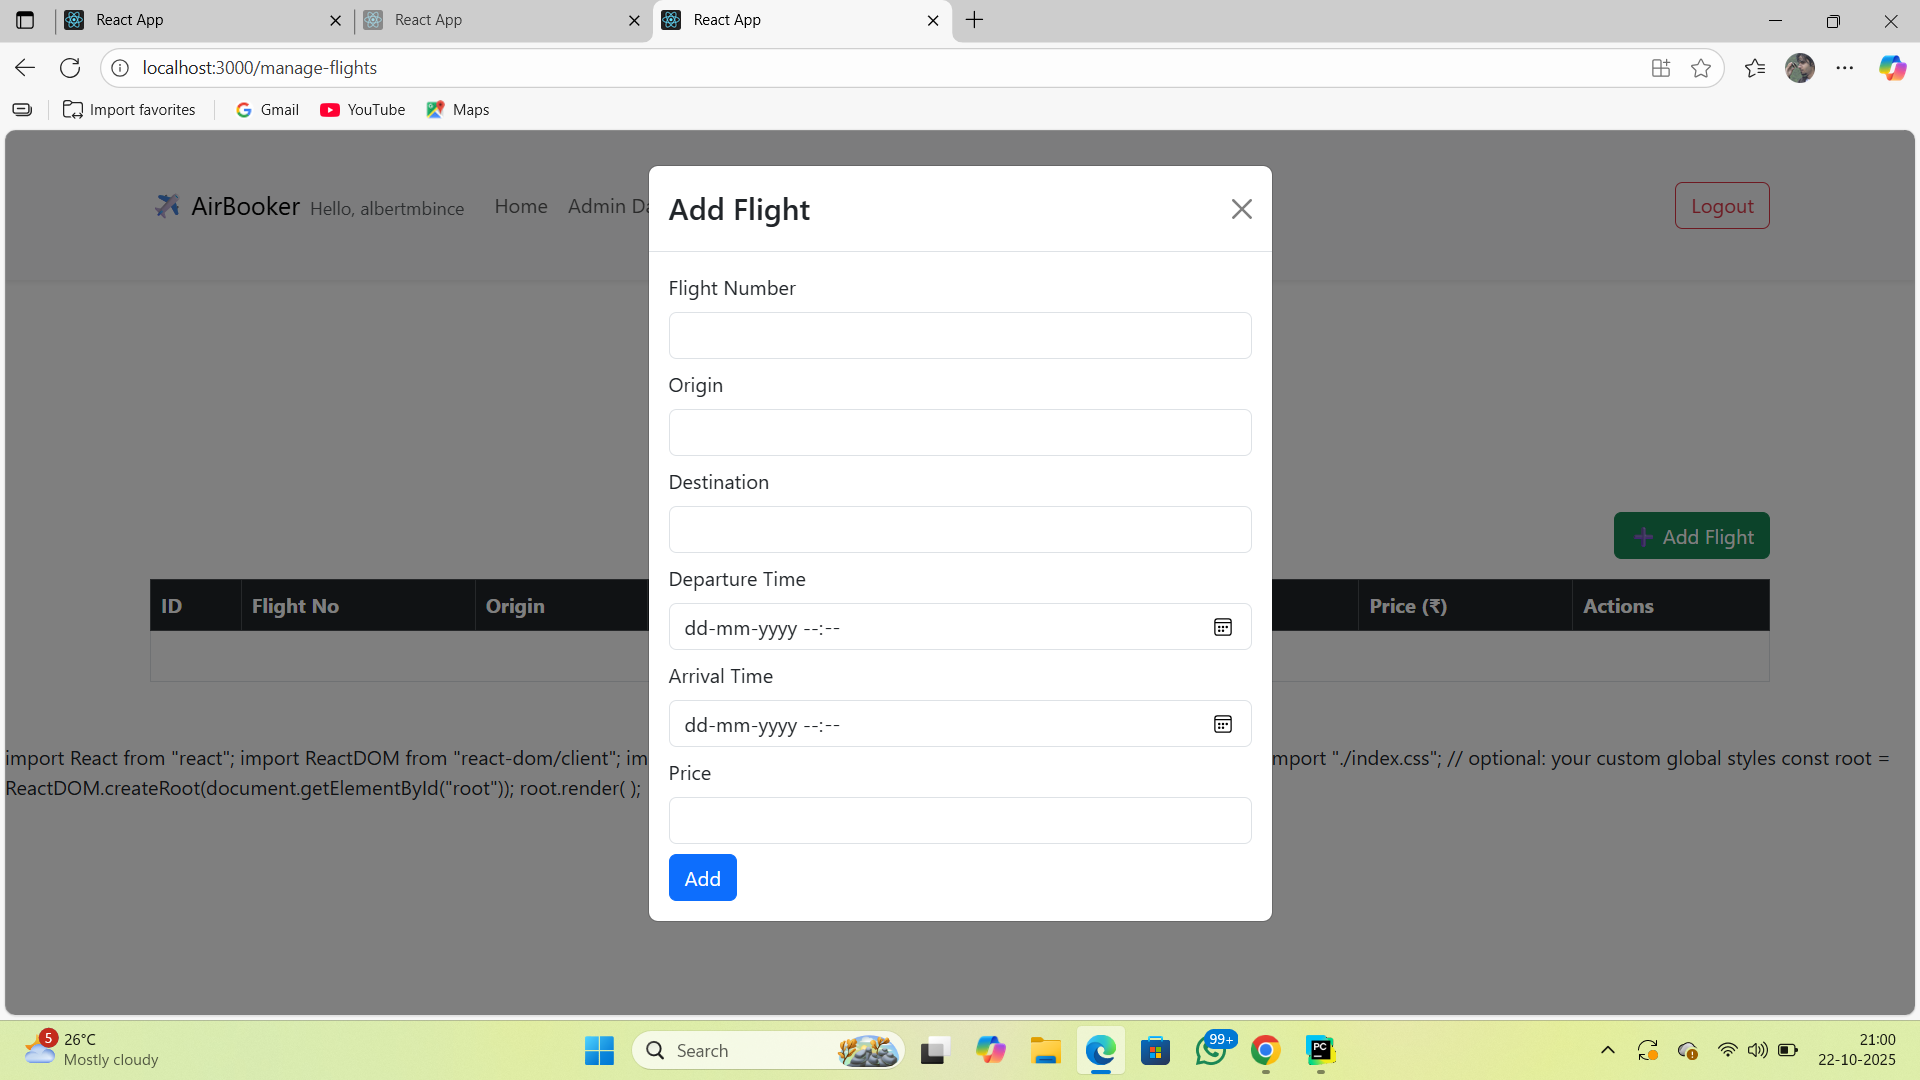 React App
React App
React App
localhost:3000/manage-flights
Import favorites
Gmail
YouTube
Maps
AirBooker
Hello, albertmbince
Home
Admin Da
Logout
Add Flight
Flight Number
Origin
Destination
Departure Time
dd-mm-yyyy --:--
Arrival Time
dd-mm-yyyy --:--
Price
Add
Add Flight
ID
Flight No
Origin
Price (₹)
Actions
import React from "react"; import ReactDOM from "react-dom/client"; im
mport "./index.css"; // optional: your custom global styles const root =
ReactDOM.createRoot(document.getElementById("root")); root.render( );
5
26°C
Mostly cloudy
Search
99+
PC
21:00
22-10-2025